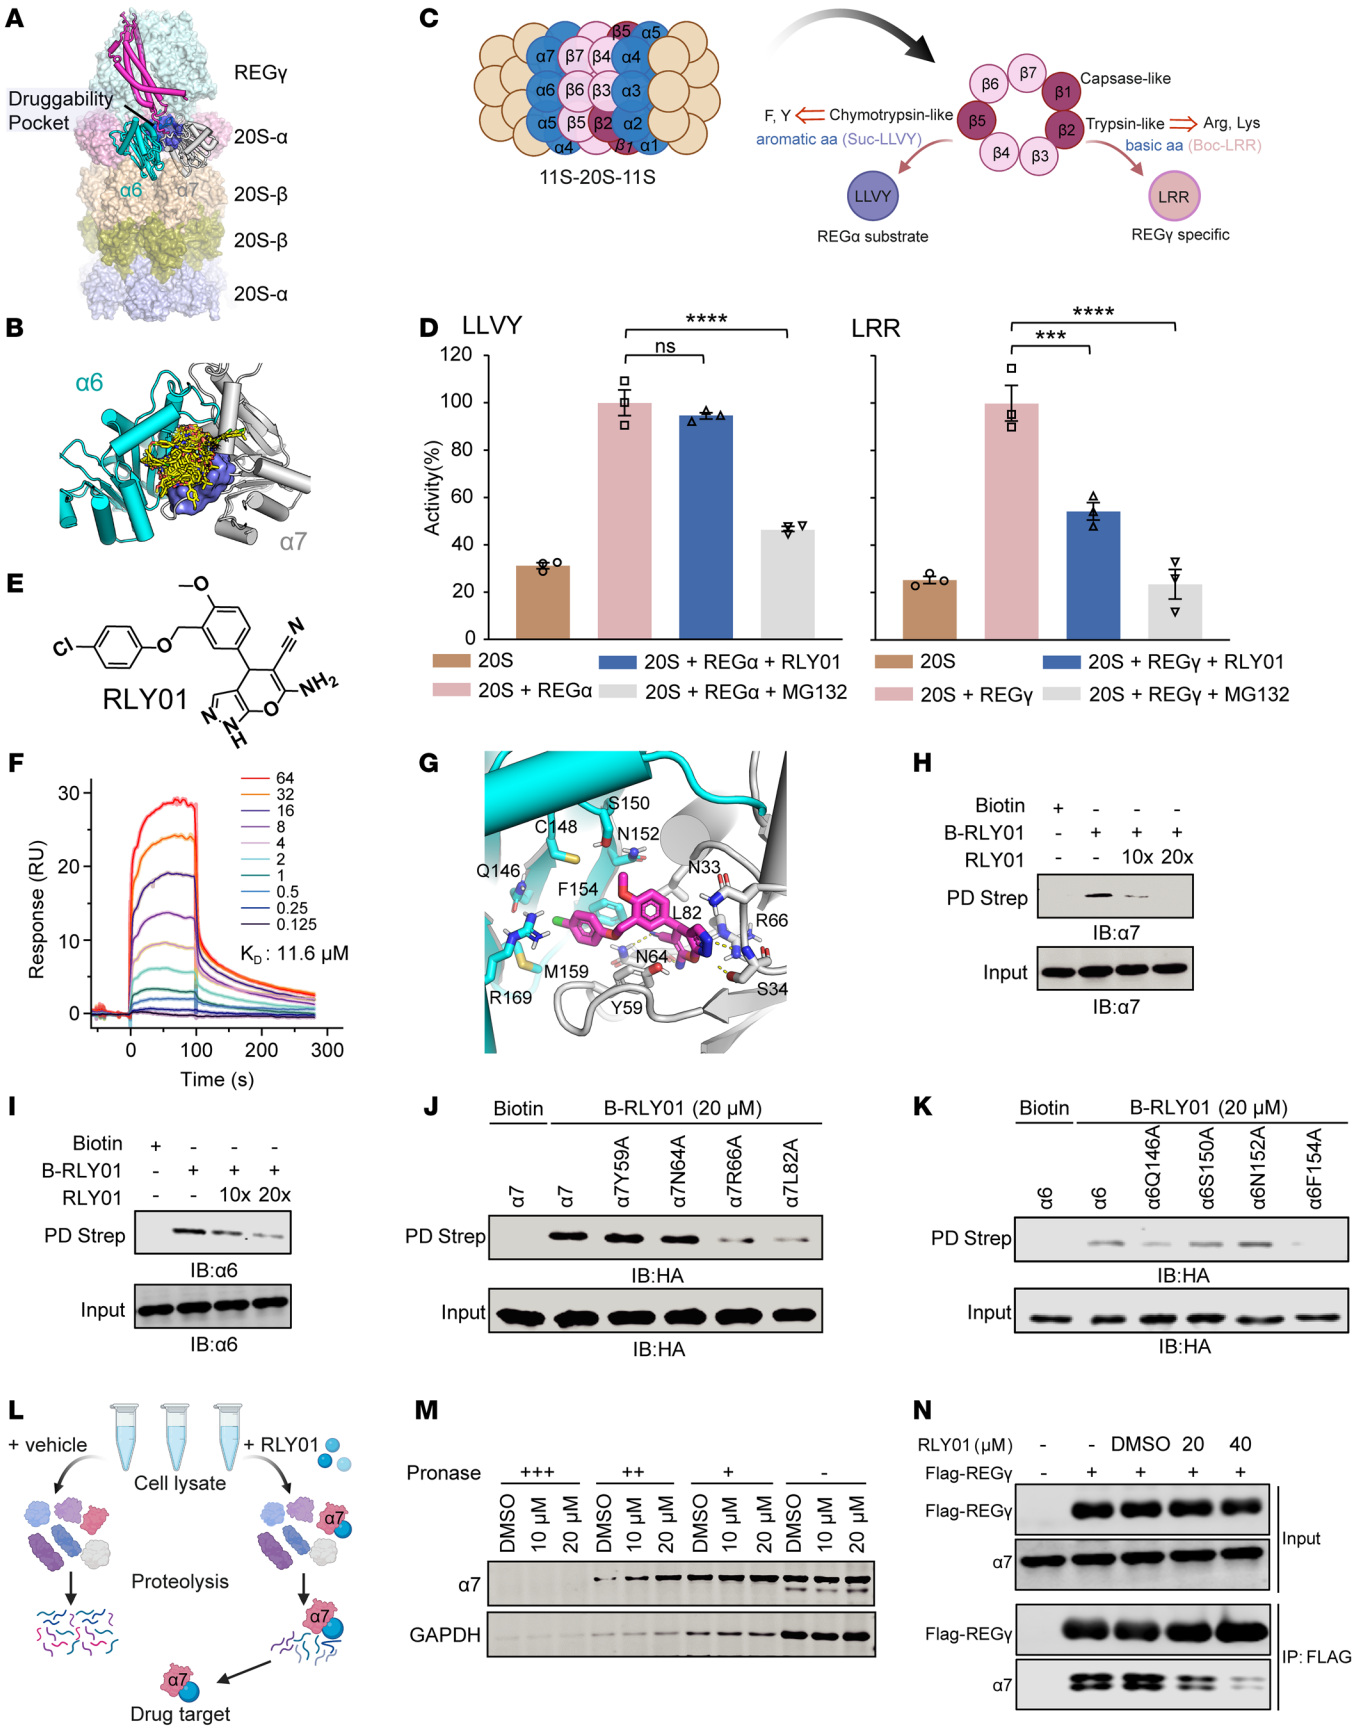 A
REGγ
Druggability
Pocket
20S-α
α6
α7
20S-β
20S-β
20S-α
B
α6
α7
C
β5
α5
α7
β7
β4
α4
α6
β6
β3
α3
α5
β5
β2
α2
α4
β1
α1
11S-20S-11S
β7
β6
β1
Capsase-like
F, Y
Chymotrypsin-like
β5
β2
Trypsin-like
Arg, Lys
aromatic aa (Suc-LLVY)
basic aa (Boc-LRR)
β4
β3
LLVY
LRR
REGα substrate
REGγ specific
D
LLVY
LRR
****
ns
****
***
Activity(%)
120
100
80
60
40
20
0
20S
20S + REGα + RLY01
20S + REGα
20S + REGα + MG132
20S
20S + REGγ + RLY01
20S + REGγ
20S + REGγ + MG132
E
O
Cl
O
N
NH2
O
N
N
H
RLY01
F
Response (RU)
30
20
10
0
64
32
16
8
4
2
1
0.5
0.25
0.125
KD : 11.6 μM
0
100
200
300
Time (s)
G
S150
C148
N152
Q146
N33
F154
L82
R66
N64
M159
S34
R169
Y59
H
Biotin + - - -
B-RLY01 - + + +
RLY01 - - 10x 20x
PD Strep
IB:α7
Input
IB:α7
I
Biotin + - - -
B-RLY01 - + + +
RLY01 - - 10x 20x
PD Strep
IB:α6
Input
IB:α6
J
Biotin
B-RLY01 (20 μM)
α7
α7
α7Y59A
α7N64A
α7R66A
α7L82A
PD Strep
IB:HA
Input
IB:HA
K
Biotin
B-RLY01 (20 μM)
α6
α6
α6Q146A
α6S150A
α6N152A
α6F154A
PD Strep
IB:HA
Input
IB:HA
L
+ vehicle
+ RLY01
Cell lysate
α7
Proteolysis
α7
α7
Drug target
M
Pronase +++ ++ + -
DMSO
10 μM
20 μM
DMSO
10 μM
20 μM
DMSO
10 μM
20 μM
DMSO
10 μM
20 μM
α7
GAPDH
N
RLY01 (μM) - - DMSO 20 40
Flag-REGγ - + + + +
Flag-REGγ
α7
Input
Flag-REGγ
α7
IP: FLAG